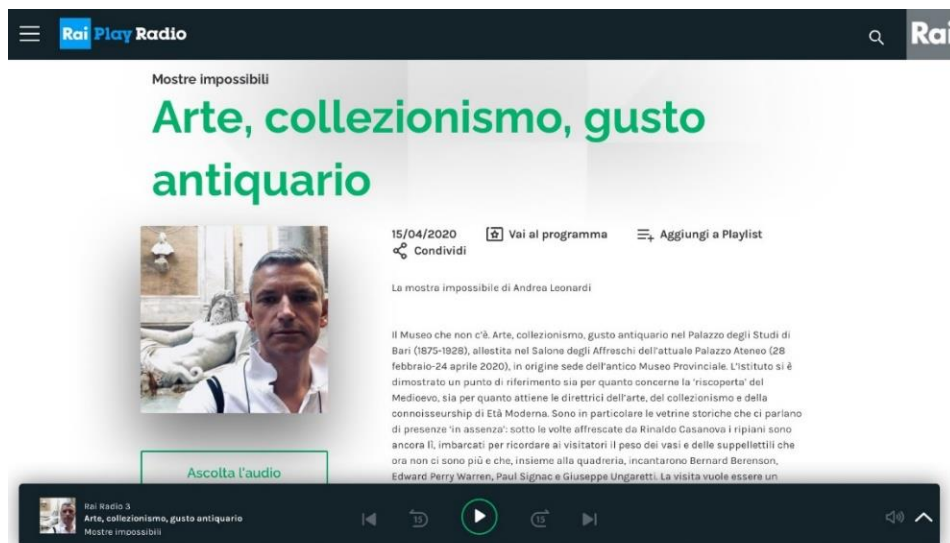 Rai Play Radio
Rai
Mostre impossibili
Arte, collezionismo, gusto
antiquario
15/04/2020 Vai al programma Aggiungi a Playlist
Condividi
La mostra impossibile di Andrea Leonardi
Il Museo che non c'è. Arte, collezionismo, gusto antiquario nel Palazzo degli Studi di
Bari (1875-1928), allestita nel Salone degli Affreschi dell'attuale Palazzo Ateneo (28
febbraio-24 aprile 2020), in origine sede dell'antico Museo Provinciale. L'Istituto si è
dimostrato un punto di riferimento sia per quanto concerne la 'riscoperta' del
Medioevo, sia per quanto attiene le direttrici dell'arte, del collezionismo e della
connoisseurship di Età Moderna. Sono in particolare le vetrine storiche che ci parlano
di presenze 'in assenza': sotto le volte affrescate da Rinaldo Casanova i ripiani sono
ancora lì, imbarcati per ricordare ai visitatori il peso dei vasi e delle suppellettili che
ora non ci sono più e che, insieme alla quadreria, incantarono Bernard Berenson,
Edward Perry Warren, Paul Signac e Giuseppe Ungaretti. La visita vuole essere un
Ascolta l'audio
Rai Radio 3
Arte, collezionismo, gusto antiquario
Mostre impossibili
15
15